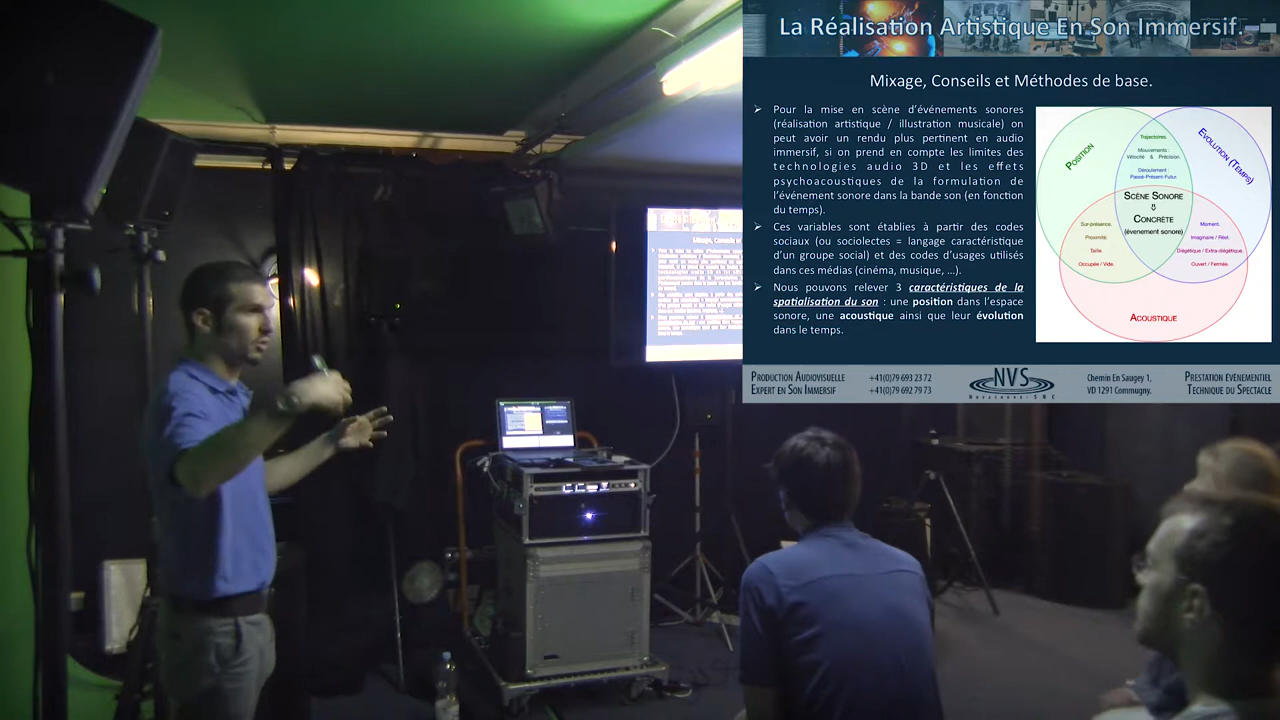 La Réalisation Artistique En Son Immersif.
Mixage, Conseils et Méthodes de base.
➢ Pour la mise en scène d'événements sonores
(réalisation artistique / illustration musicale) on
peut avoir un rendu plus pertinent en audio
immersif, si on prend en compte les limites des
technologies audio 3D et les effets
psychoacoustiques de la formulation de
l'événement sonore dans la bande son (en fonction
du temps).
➢ Ces variables sont établies à partir des codes
sociaux (ou sociolectes = langage caractéristique
d'un groupe social) et des codes d'usages utilisés
dans ces médias (cinéma, musique, ...).
➢ Nous pouvons relever 3 caractéristiques de la
spatialisation du son : une position dans l'espace
sonore, une acoustique ainsi que leur évolution
dans le temps.
Position
Évolution (Temps)
Trajectoires.
Mouvements :
Vélocité & Précision.
Déroulement :
Passé-Présent-Futur.
Scène Sonore
⇕
Concrète
(événement sonore)
Sur-présence.
Proximité.
Taille.
Occupée / Vide.
Moment.
Imaginaire / Réel.
Diégétique / Extra-diégétique.
Ouvert / Fermée.
Acoustique
Production Audiovisuelle
Expert en Son Immersif
+41(0)79 693 23 72
+41(0)79 692 79 73
NVS
Chemin En Saugey 1,
VD 1291 Commugny.
Prestation Evènementiel
Technique du Spectacle